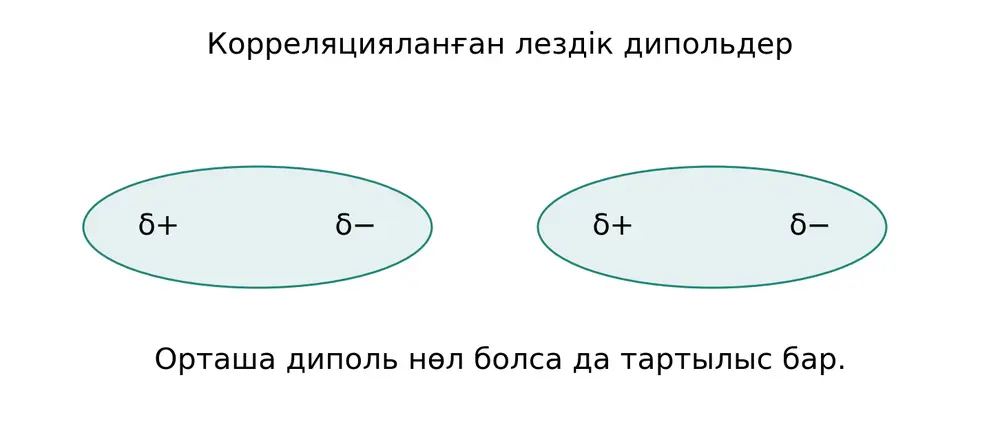 Корреляцияланған лездік дипольдер
δ+ δ− δ+ δ−
Орташа диполь нөл болса да тартылыс бар.